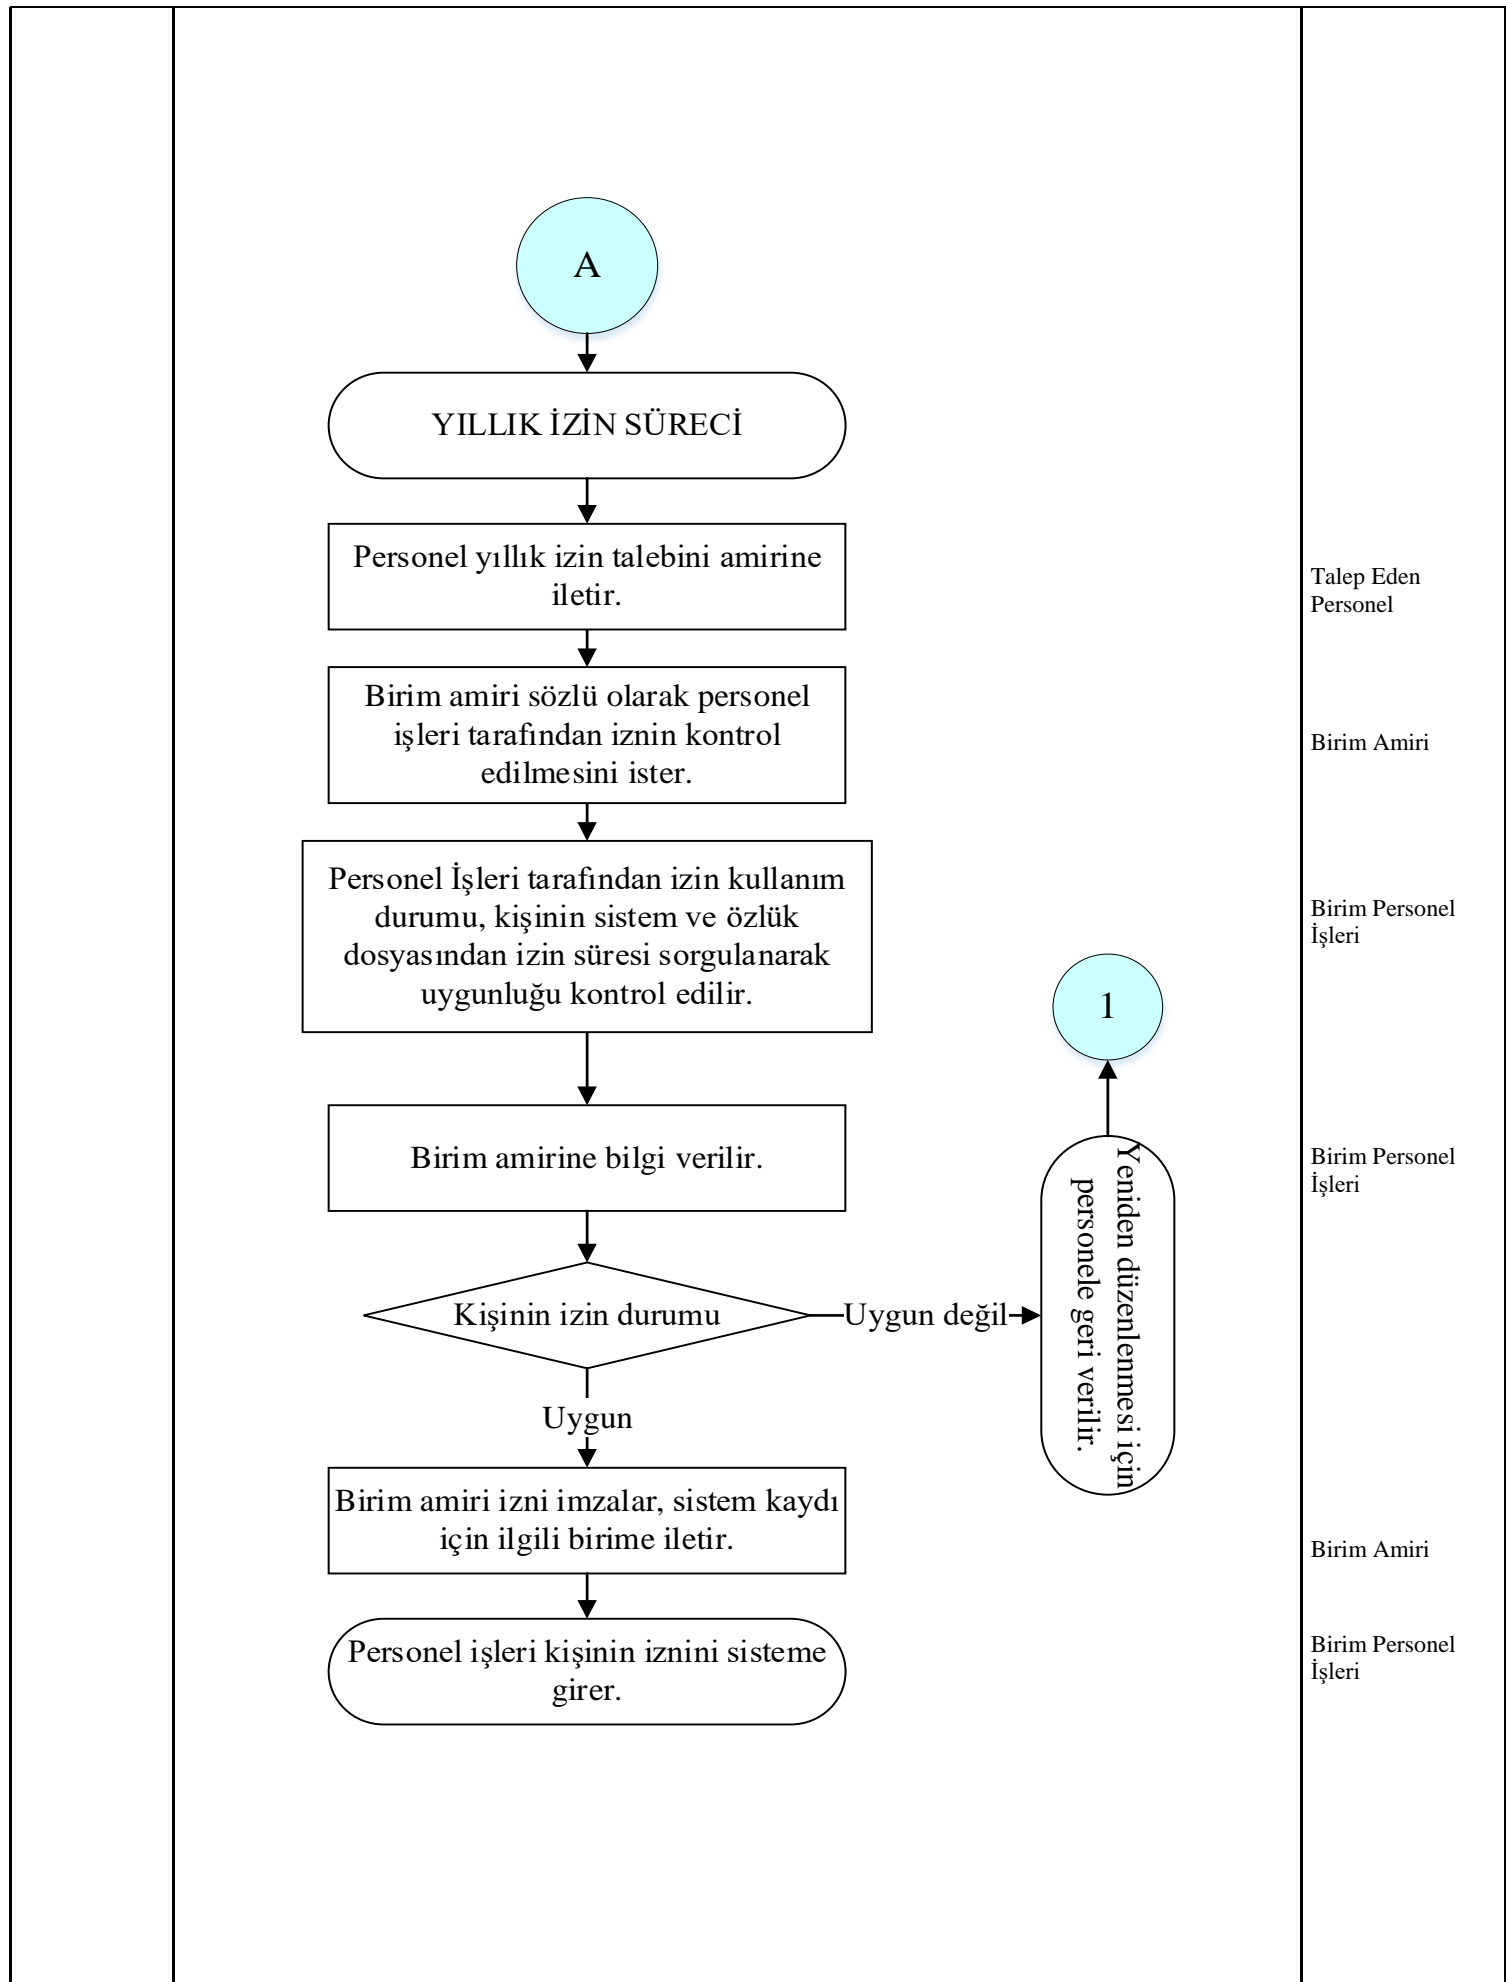 A
YILLIK İZİN SÜRECİ
Personel yıllık izin talebini amirine
iletir.
Talep Eden
Personel
Birim amiri sözlü olarak personel
işleri tarafından iznin kontrol
edilmesini ister.
Birim Amiri
Personel İşleri tarafından izin kullanım
durumu, kişinin sistem ve özlük
dosyasından izin süresi sorgulanarak
uygunluğu kontrol edilir.
Birim Personel
İşleri
1
Birim amirine bilgi verilir.
Birim Personel
İşleri
Kişinin izin durumu
Uygun değil
Yeniden düzenlenmesi için
personele geri verilir.
Uygun
Birim amiri izni imzalar, sistem kaydı
için ilgili birime iletir.
Birim Amiri
Personel işleri kişinin iznini sisteme
girer.
Birim Personel
İşleri